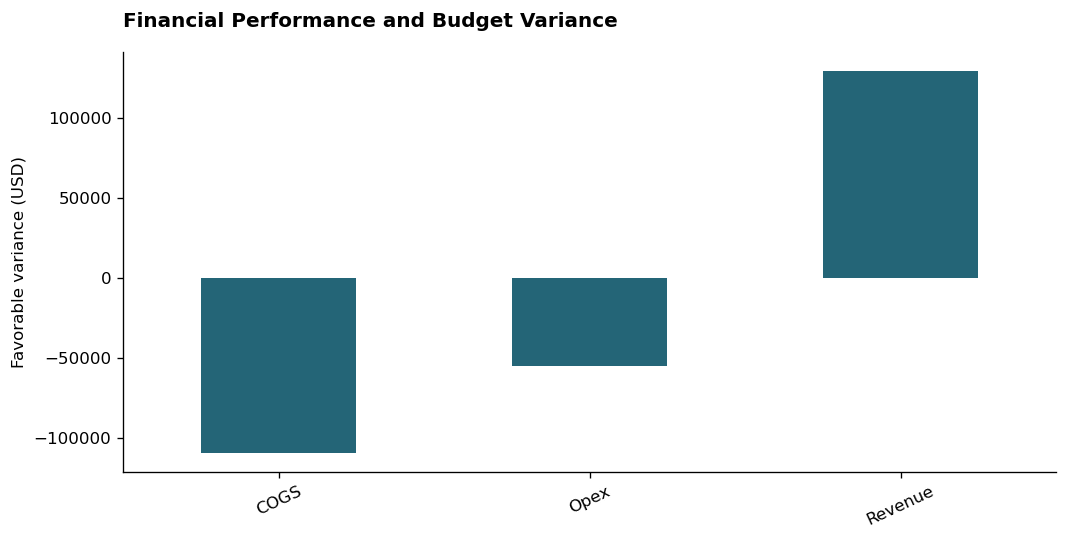 Financial Performance and Budget Variance
Favorable variance (USD)
100000
50000
0
−50000
−100000
COGS
Opex
Revenue